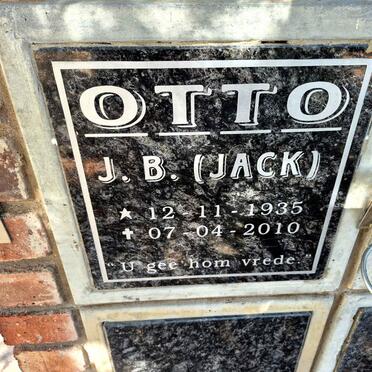 OTTO
J. B. (JACK)
★ 12-11-1935
✝ 07-04-2010
"U gee hom vrede."